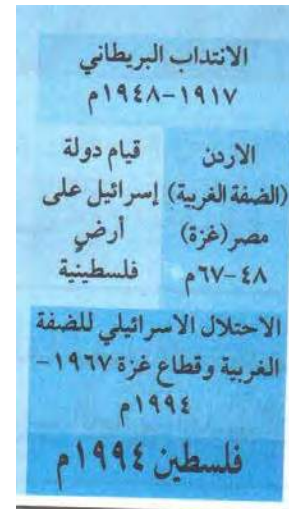 الانتداب البريطاني
١٩١٧-١٩٤٨م
الاردن
(الضفة الغربية)
مصر(غزة)
٤٨-٦٧م
قيام دولة
إسرائيل على
أرضٍ
فلسطينية
الاحتلال الاسرائيلي للضفة
الغربية وقطاع غزة ١٩٦٧-
١٩٩٤م
فلسطين ١٩٩٤م